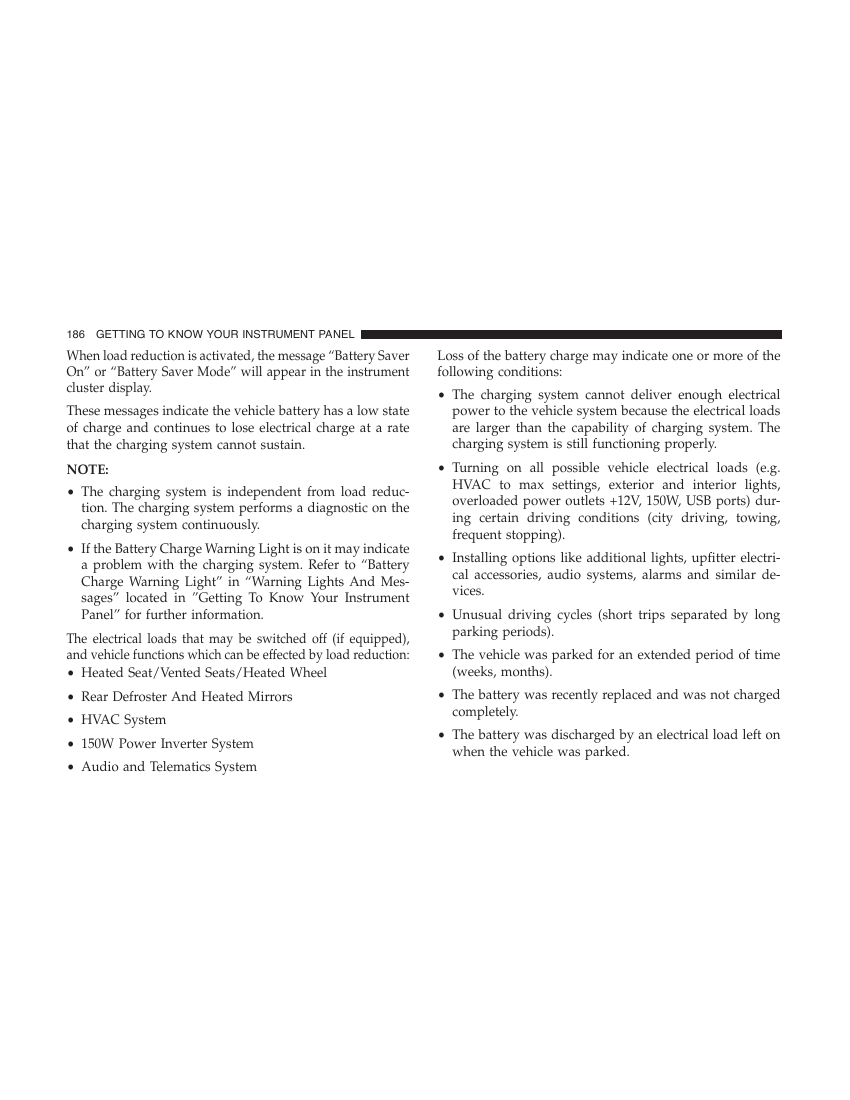 186 GETTING TO KNOW YOUR INSTRUMENT PANEL
When load reduction is activated, the message “Battery Saver
On” or “Battery Saver Mode” will appear in the instrument
cluster display.
These messages indicate the vehicle battery has a low state
of charge and continues to lose electrical charge at a rate
that the charging system cannot sustain.
NOTE:
• The charging system is independent from load reduc-
tion. The charging system performs a diagnostic on the
charging system continuously.
• If the Battery Charge Warning Light is on it may indicate
a problem with the charging system. Refer to “Battery
Charge Warning Light” in “Warning Lights And Mes-
sages” located in ”Getting To Know Your Instrument
Panel” for further information.
The electrical loads that may be switched off (if equipped),
and vehicle functions which can be effected by load reduction:
• Heated Seat/Vented Seats/Heated Wheel
• Rear Defroster And Heated Mirrors
• HVAC System
• 150W Power Inverter System
• Audio and Telematics System
Loss of the battery charge may indicate one or more of the
following conditions:
• The charging system cannot deliver enough electrical
power to the vehicle system because the electrical loads
are larger than the capability of charging system. The
charging system is still functioning properly.
• Turning on all possible vehicle electrical loads (e.g.
HVAC to max settings, exterior and interior lights,
overloaded power outlets +12V, 150W, USB ports) dur-
ing certain driving conditions (city driving, towing,
frequent stopping).
• Installing options like additional lights, upfitter electri-
cal accessories, audio systems, alarms and similar de-
vices.
• Unusual driving cycles (short trips separated by long
parking periods).
• The vehicle was parked for an extended period of time
(weeks, months).
• The battery was recently replaced and was not charged
completely.
• The battery was discharged by an electrical load left on
when the vehicle was parked.